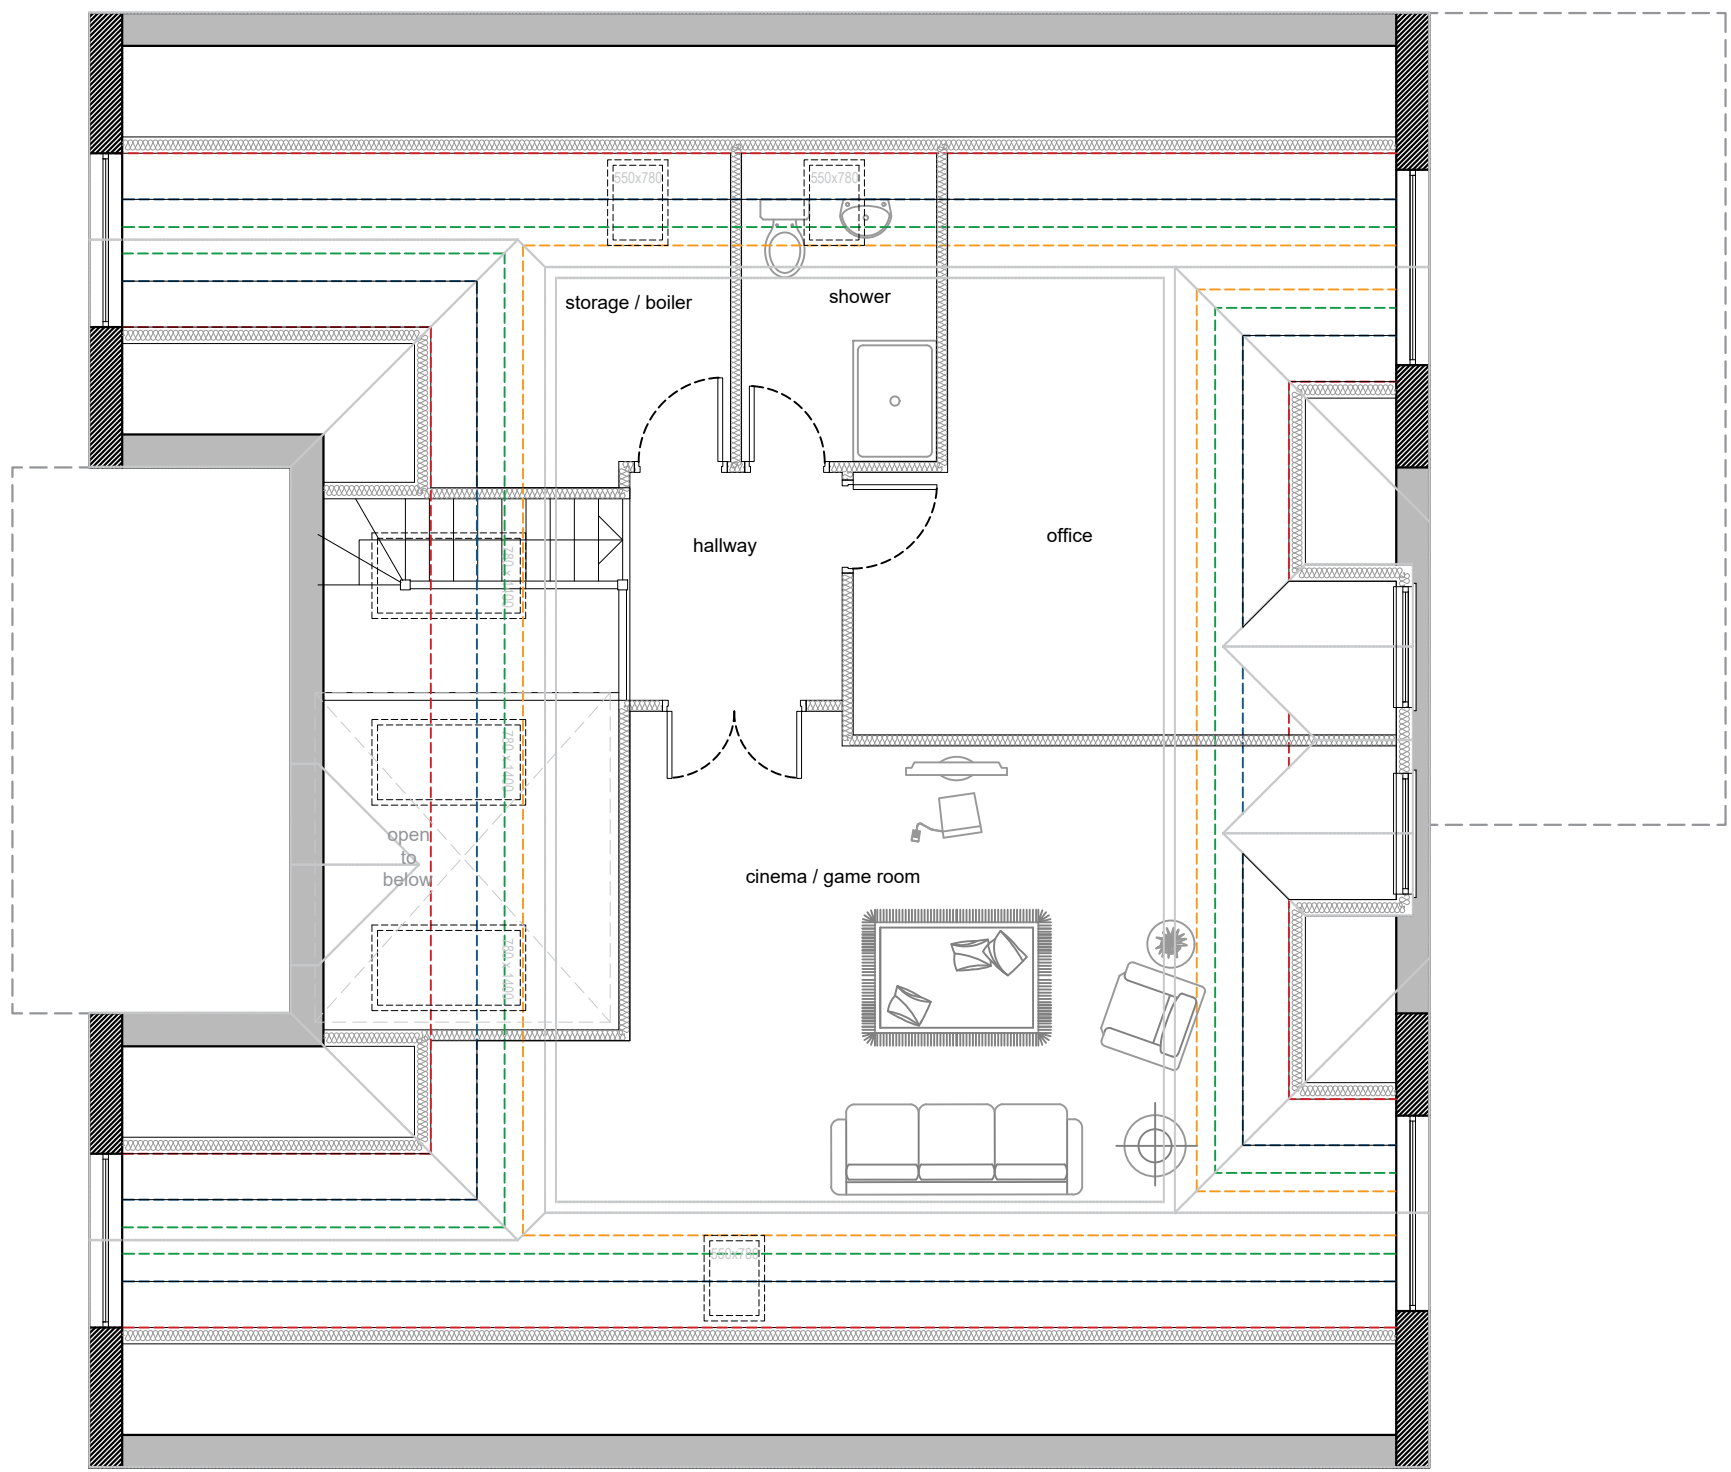 550x780
550x780
storage / boiler
shower
hallway
office
780 x 1400
780 x 1400
open
to
below
cinema / game room
780 x 1400
550x780